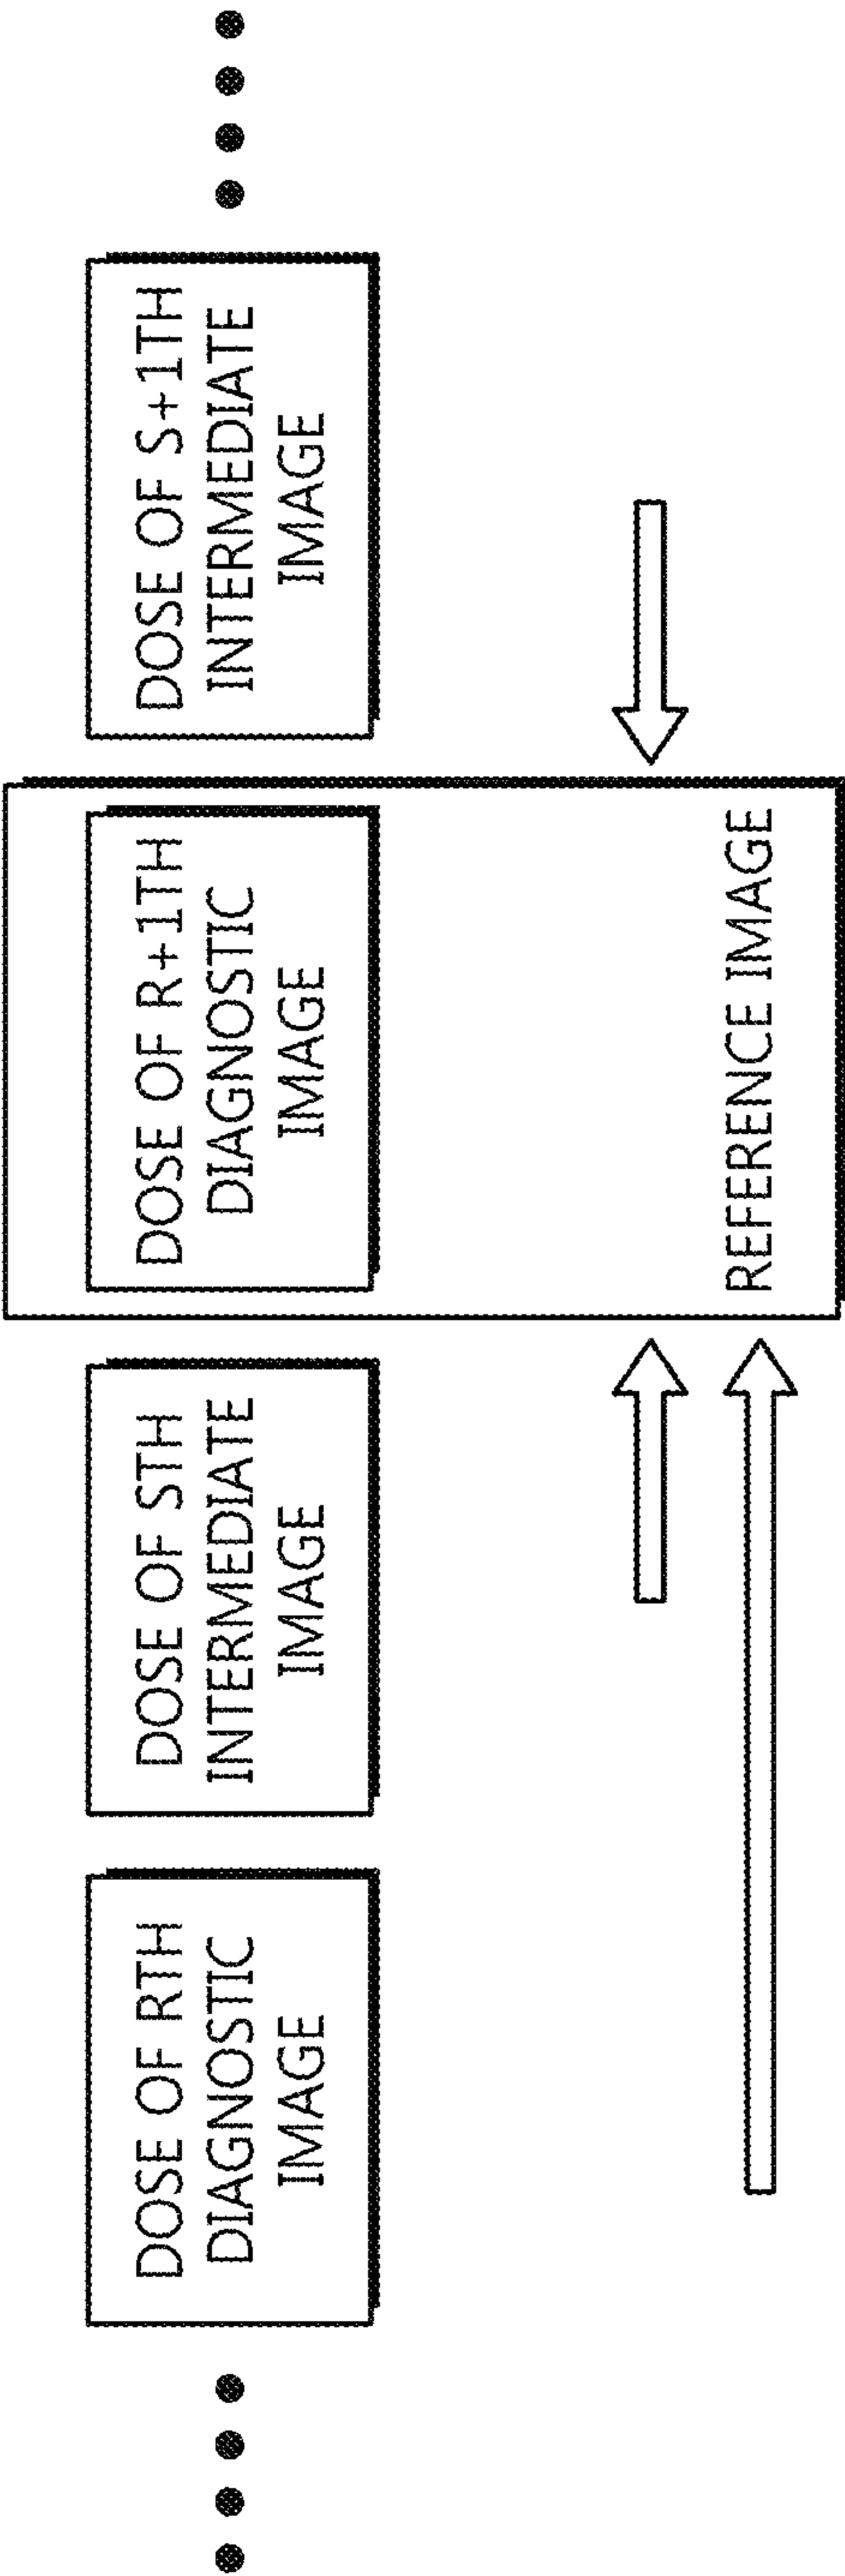 DOSE OF RTH
DIAGNOSTIC
IMAGE
DOSE OF STH
INTERMEDIATE
IMAGE
DOSE OF R+1TH
DIAGNOSTIC
IMAGE
DOSE OF S+1TH
INTERMEDIATE
IMAGE
REFERENCE IMAGE